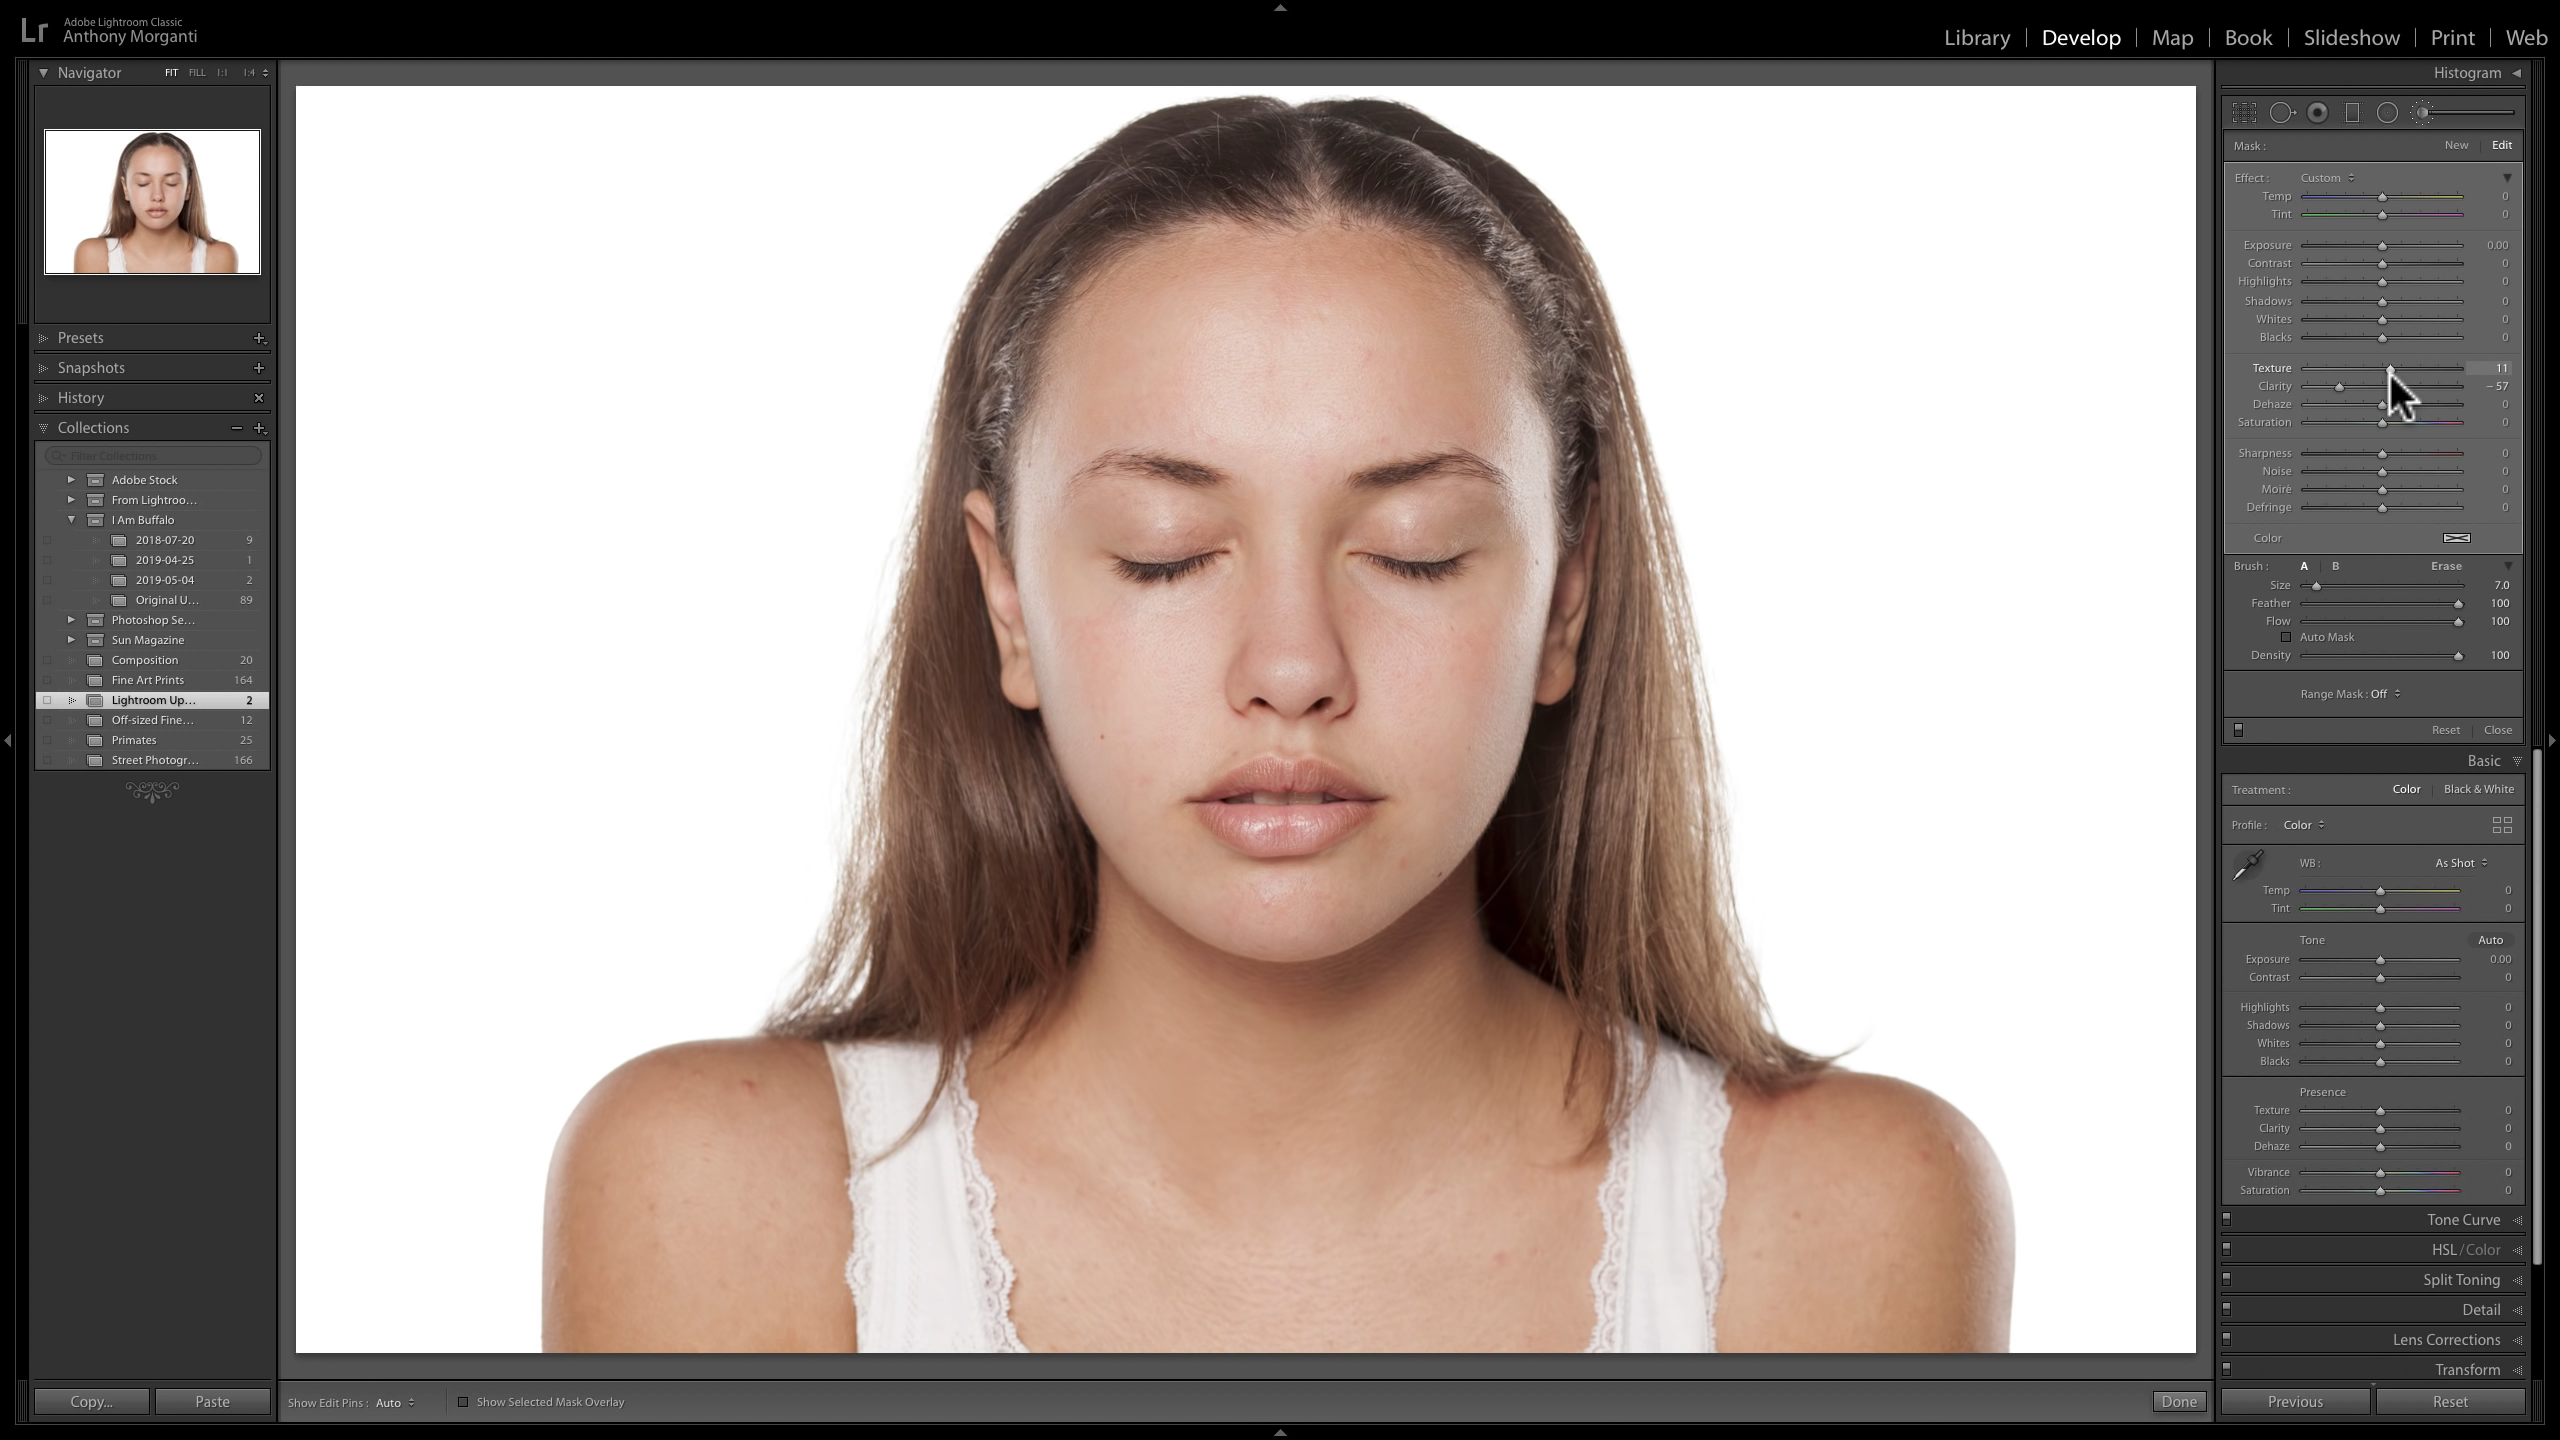 Lr
Adobe Lightroom Classic
Anthony Morganti
Library | Develop | Map | Book | Slideshow | Print | Web
Navigator FIT FILL 1:1 1:4
Presets
Snapshots
History
Collections
Filter Collections
Adobe Stock
From Lightroo...
I Am Buffalo
2018-07-20 9
2019-04-25 1
2019-05-04 2
Original U... 89
Photoshop Se...
Sun Magazine
Composition 20
Fine Art Prints 164
Lightroom Up... 2
Off-sized Fine... 12
Primates 25
Street Photogr... 166
Copy... Paste
Show Edit Pins : Auto Show Selected Mask Overlay Done
Histogram
Mask : New Edit
Effect : Custom
Temp 0
Tint 0
Exposure 0.00
Contrast 0
Highlights 0
Shadows 0
Whites 0
Blacks 0
Texture 11
Clarity – 57
Dehaze 0
Saturation 0
Sharpness 0
Noise 0
Moiré 0
Defringe 0
Color
Brush : A B Erase
Size 7.0
Feather 100
Flow 100
Auto Mask
Density 100
Range Mask : Off
Reset Close
Basic
Treatment : Color Black & White
Profile : Color
WB : As Shot
Temp 0
Tint 0
Tone Auto
Exposure 0.00
Contrast 0
Highlights 0
Shadows 0
Whites 0
Blacks 0
Presence
Texture 0
Clarity 0
Dehaze 0
Vibrance 0
Saturation 0
Tone Curve
HSL / Color
Split Toning
Detail
Lens Corrections
Transform
Previous Reset